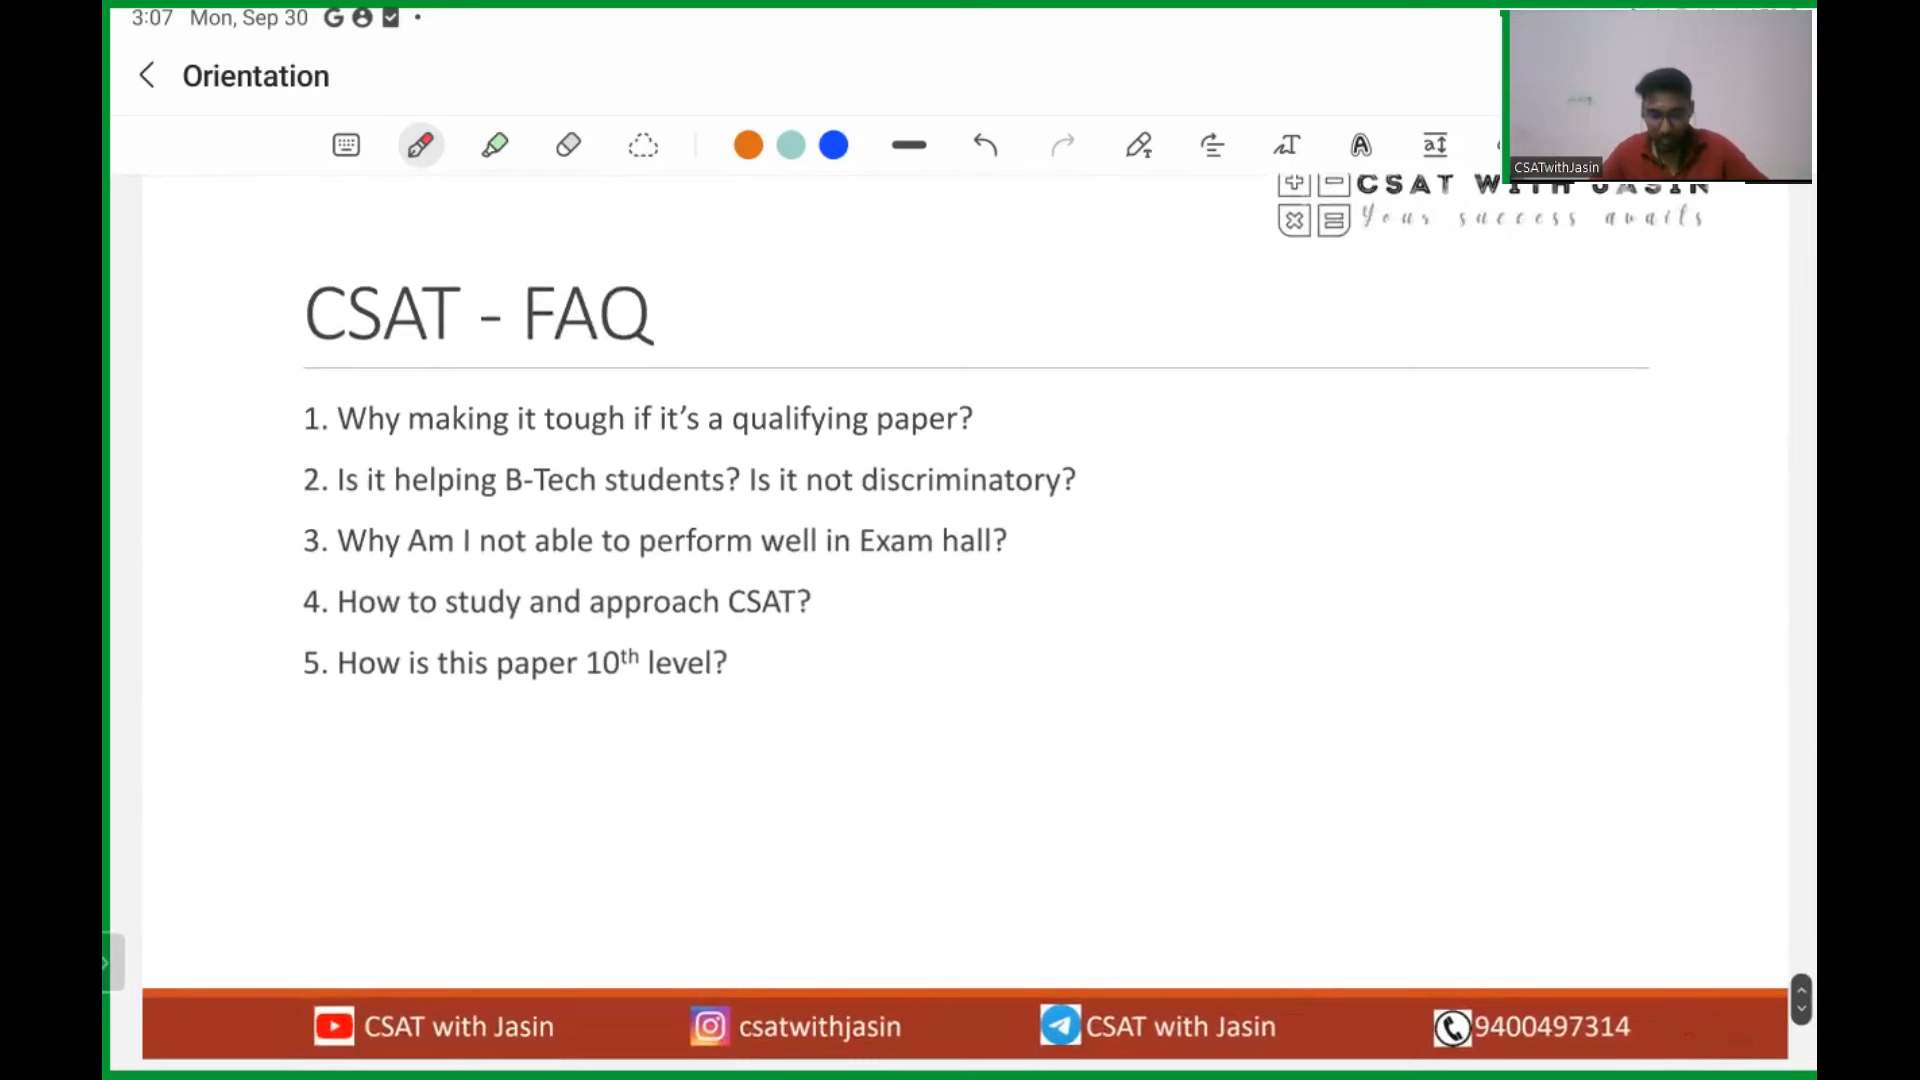 3:07 Mon, Sep 30
Orientation
CSATwithJasin
CSAT WITH JASIN
Your success awaits
CSAT - FAQ
1. Why making it tough if it’s a qualifying paper?
2. Is it helping B-Tech students? Is it not discriminatory?
3. Why Am I not able to perform well in Exam hall?
4. How to study and approach CSAT?
5. How is this paper 10th level?
CSAT with Jasin
csatwithjasin
CSAT with Jasin
9400497314